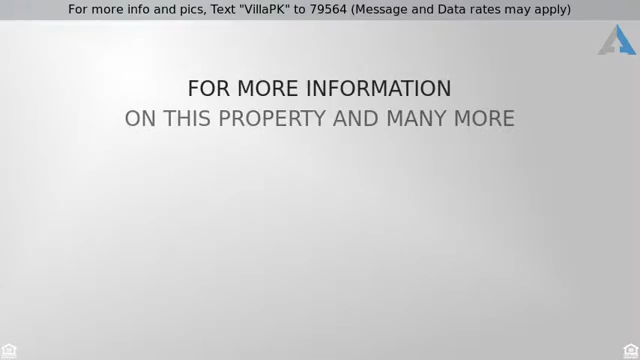 For more info and pics, Text "VillaPK" to 79564 (Message and Data rates may apply)
FOR MORE INFORMATION
ON THIS PROPERTY AND MANY MORE